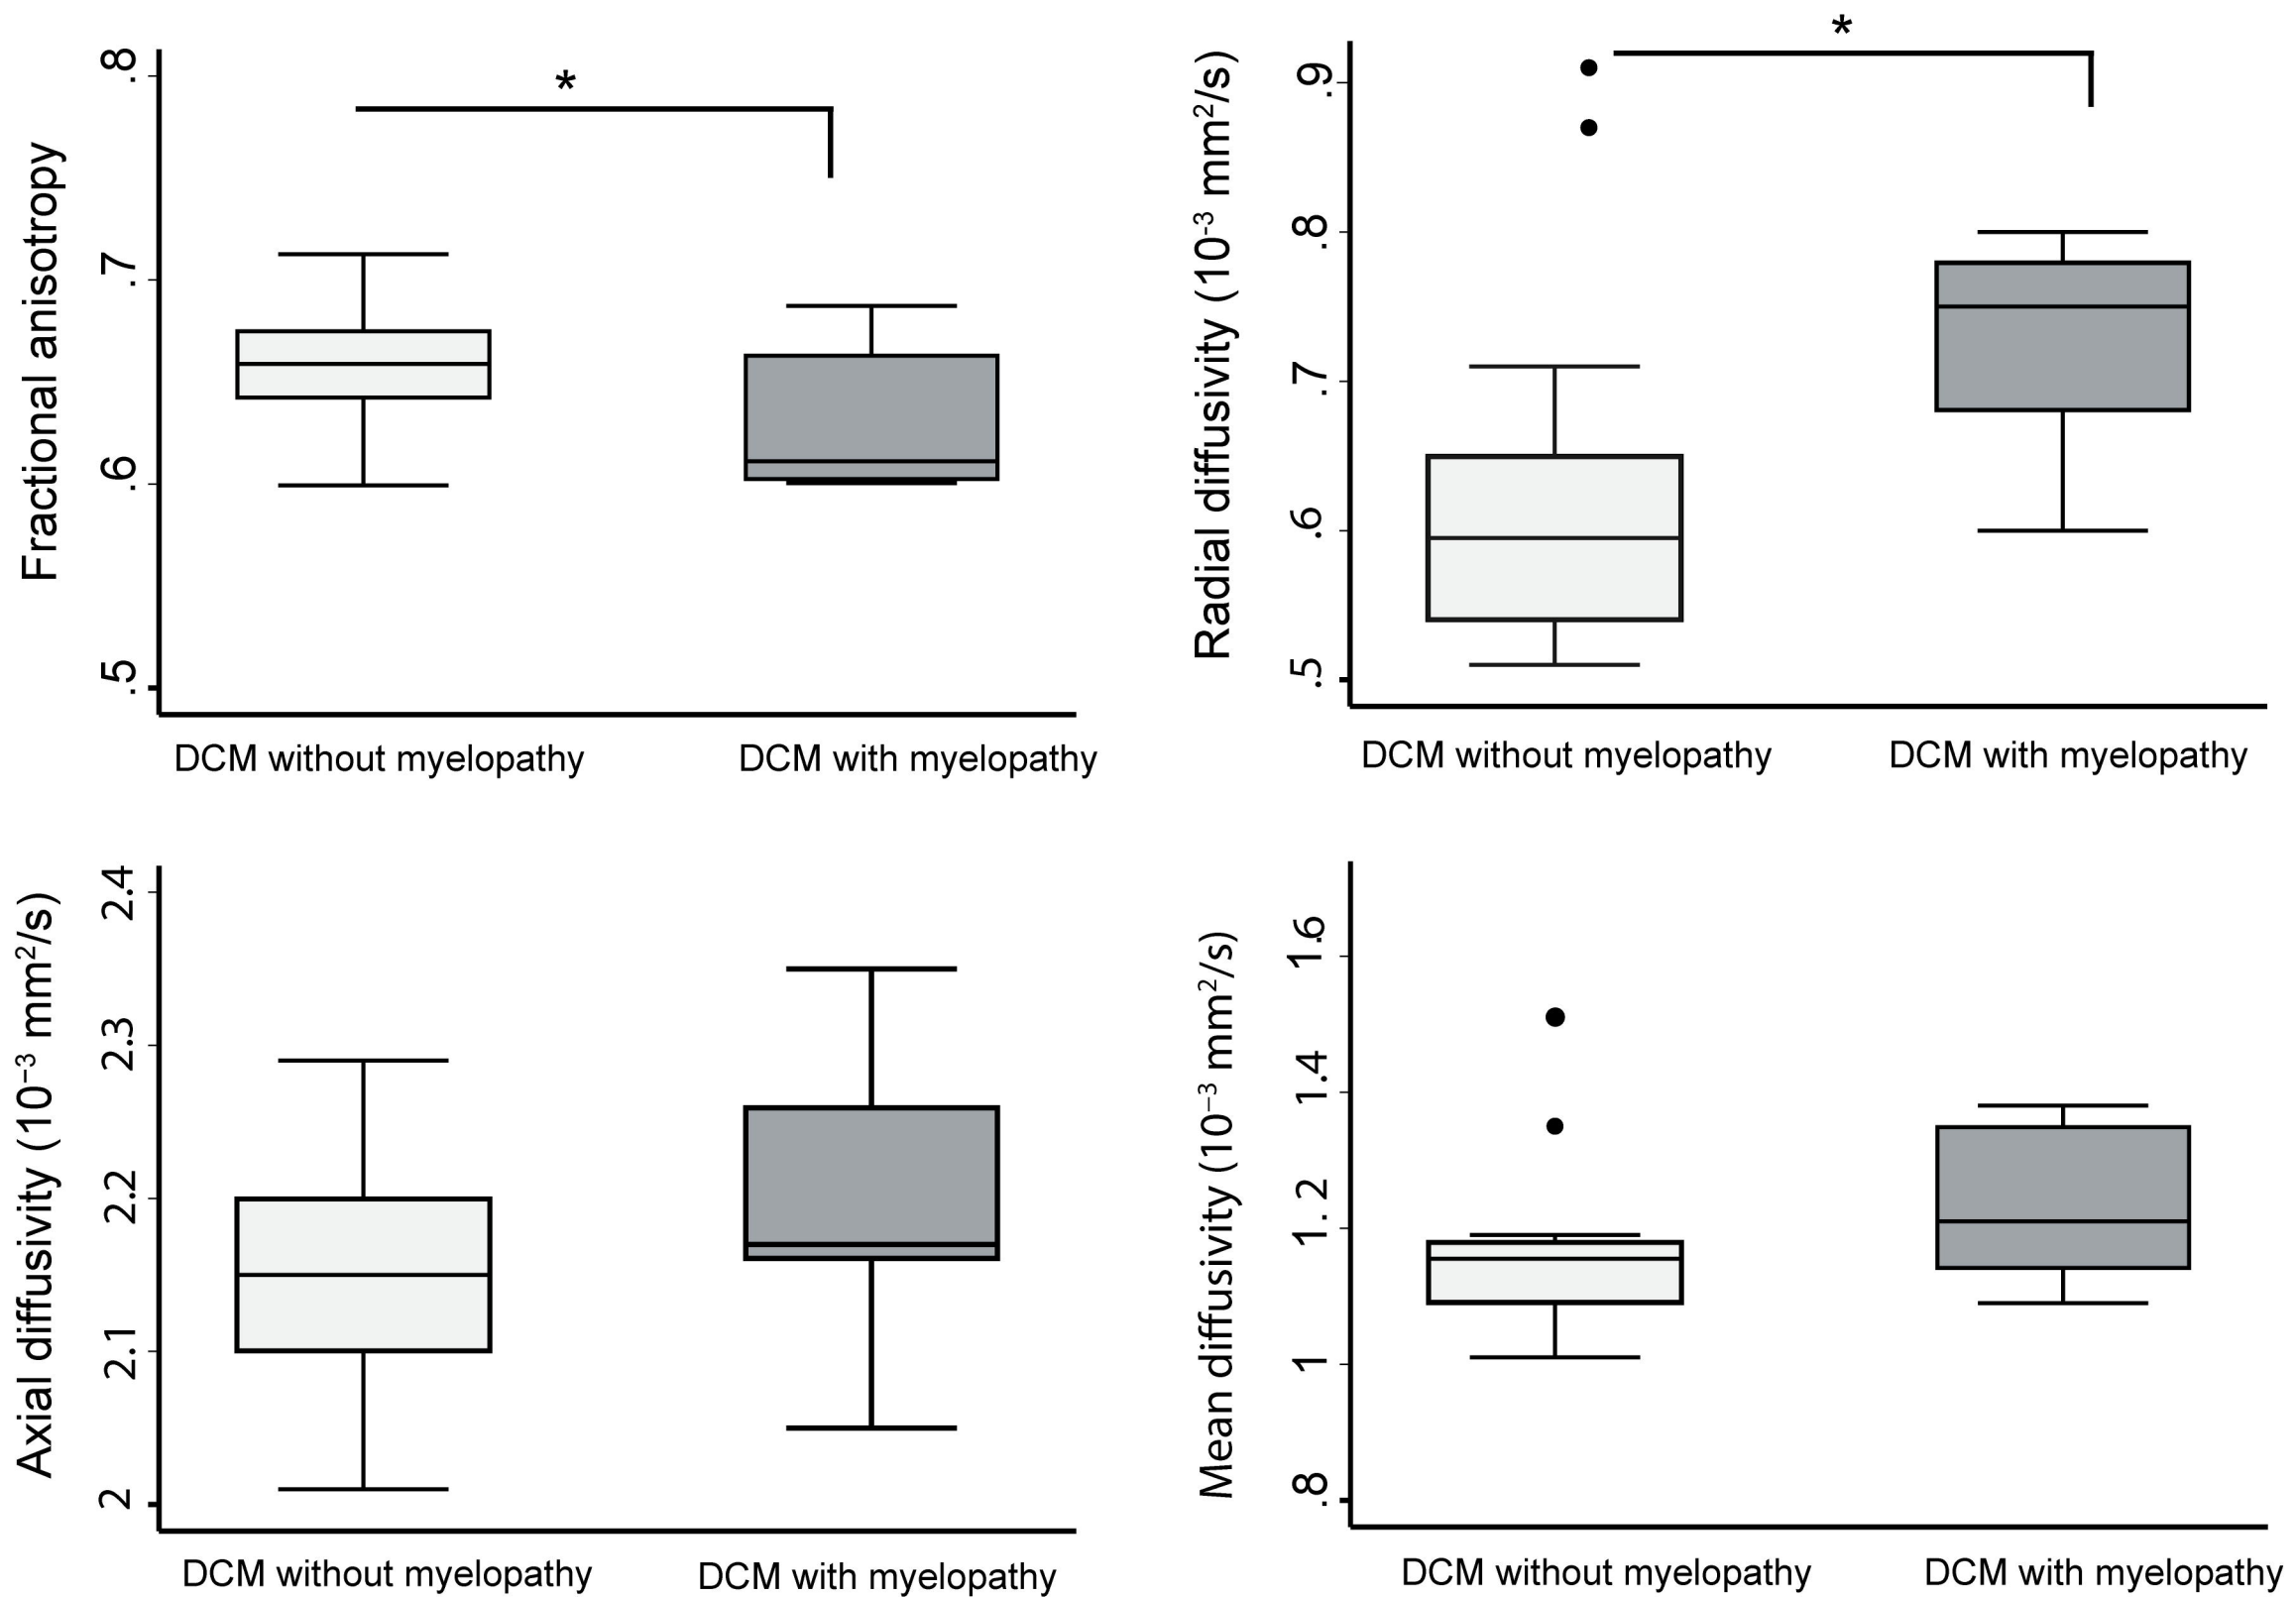 Fractional anisotropy
.8
.7
.6
.5
*
DCM without myelopathy
DCM with myelopathy
Radial diffusivity (10⁻³ mm²/s)
.9
.8
.7
.6
.5
*
DCM without myelopathy
DCM with myelopathy
Axial diffusivity (10⁻³ mm²/s)
2.4
2.3
2.2
2.1
2
DCM without myelopathy
DCM with myelopathy
Mean diffusivity (10⁻³ mm²/s)
1.6
1.4
1.2
1
.8
DCM without myelopathy
DCM with myelopathy